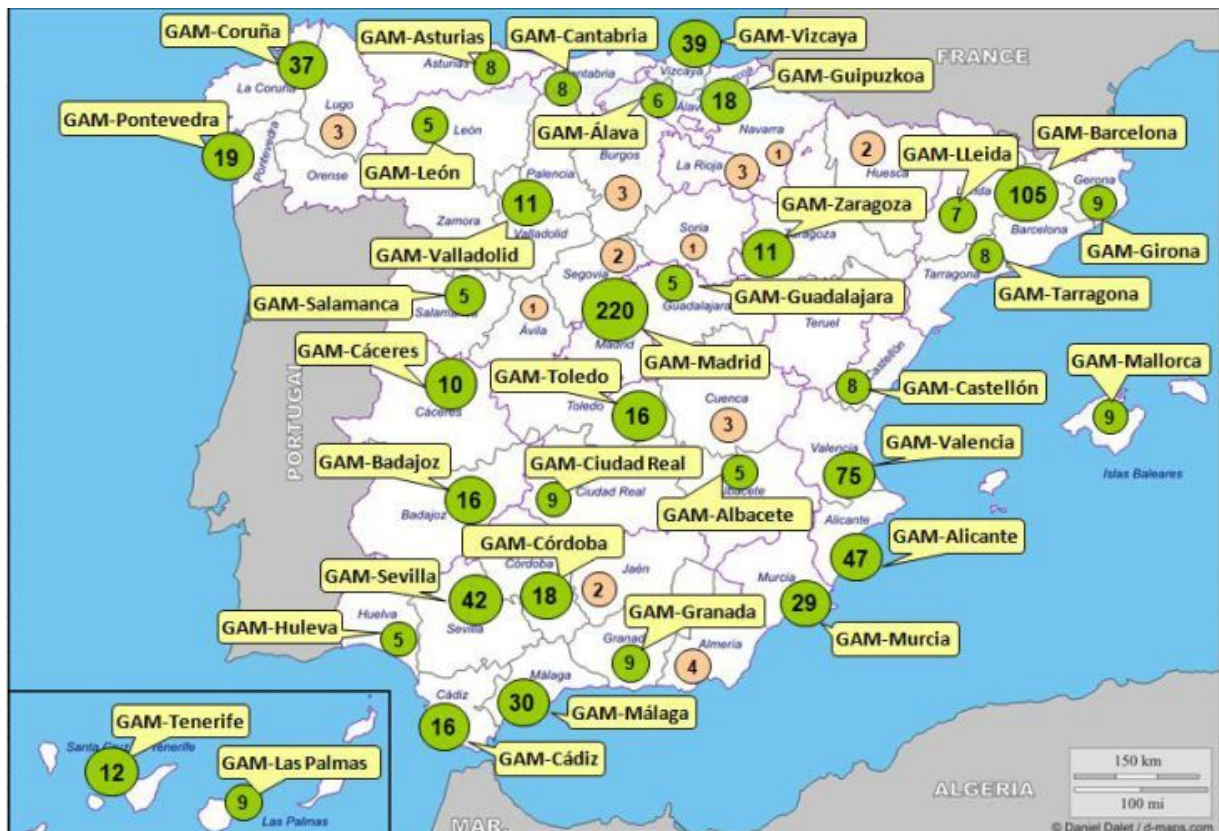 GAM-Coruña
GAM-Asturias
GAM-Cantabria
39
GAM-Vizcaya
37
Asturias
8
Vizcaya
FRANCE
La Coruña
8
GAM-Guipuzkoa
Lugo
6
18
GAM-Pontevedra
3
5
León
GAM-Álava
Navarra
GAM-Barcelona
19
Pontevedra
GAM-León
Burgos
1
2
GAM-LLeida
Orense
Palencia
La Rioja
3
Huesca
Gerona
11
3
GAM-Zaragoza
7
105
9
Zamora
Valladolid
Soria
Zaragoza
Barcelona
GAM-Valladolid
2
1
11
8
GAM-Girona
Segovia
Tarragona
GAM-Salamanca
5
5
GAM-Guadalajara
GAM-Tarragona
Salamanca
1
220
Guadalajara
Ávila
Madrid
Teruel
GAM-Cáceres
GAM-Madrid
Castellón
GAM-Mallorca
PORTUGAL
10
GAM-Toledo
8
GAM-Castellón
Cáceres
Toledo
16
Cuenca
9
3
GAM-Badajoz
GAM-Ciudad Real
Valencia
GAM-Valencia
16
9
Ciudad Real
5
75
Islas Baleares
Badajoz
GAM-Albacete
Alicante
GAM-Córdoba
GAM-Alicante
47
GAM-Sevilla
Córdoba
Jaén
Murcia
42
18
2
29
Huelva
GAM-Granada
GAM-Huleva
5
Sevilla
GAM-Murcia
9
Almería
4
Málaga
Cádiz
30
GAM-Málaga
16
GAM-Cádiz
GAM-Tenerife
12
GAM-Las Palmas
9
Las Palmas
150 km
100 mi
ALGERIA
MAR.
© Daniel Dalet / d-maps.com